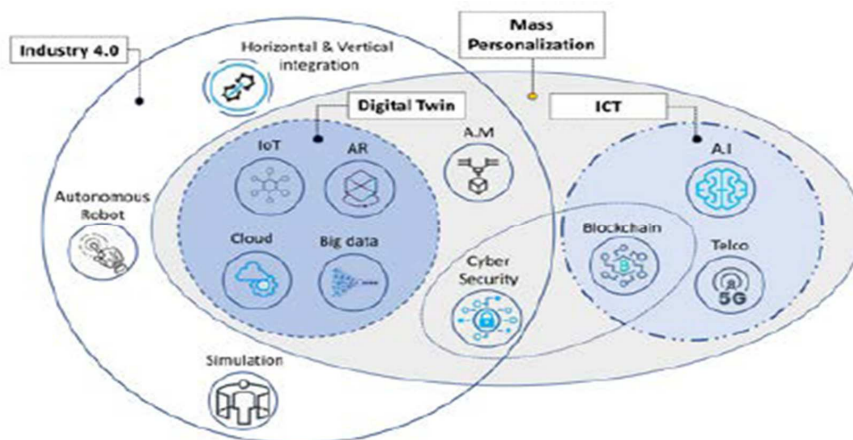 Mass
Personalization
Industry 4.0
Horizontal & Vertical
integration
Digital Twin
ICT
IoT
AR
A.M
A.I
Autonomous
Robot
Cloud
Big data
Cyber
Security
Blockchain
Telco
B
5G
Simulation